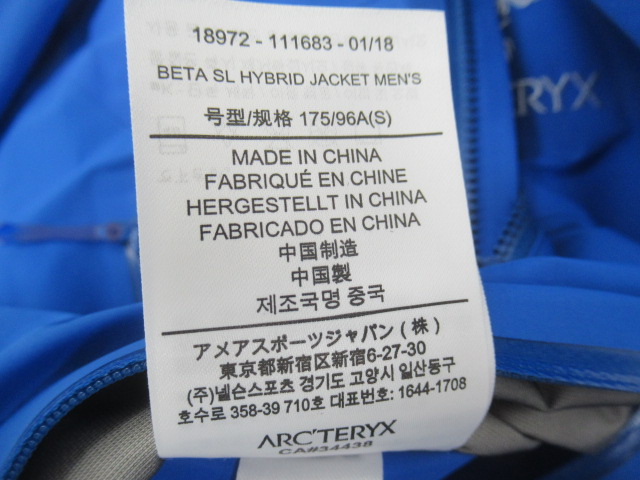 18972 - 111683 - 01/18
BETA SL HYBRID JACKET MEN'S
号型/规格 175/96A(S)
MADE IN CHINA
FABRIQUÉ EN CHINE
HERGESTELLT IN CHINA
FABRICADO EN CHINA
中国制造
中国製
제조국명 중국
アメアスポーツジャパン(株)
東京都新宿区新宿6-27-30
(주)넬슨스포츠 경기도 고양시 일산동구
호수로 358-39 710호 대표번호: 1644-1708
ARC'TERYX
CA#34438
TERYX